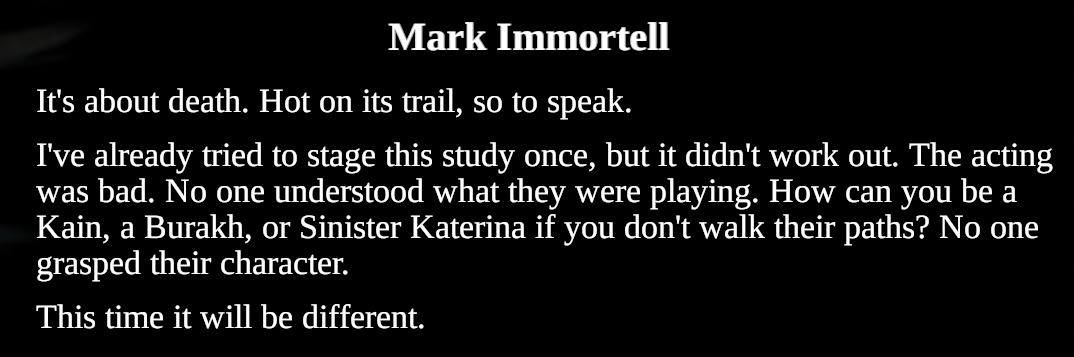 Mark Immortell
It's about death. Hot on its trail, so to speak.
I've already tried to stage this study once, but it didn't work out. The acting
was bad. No one understood what they were playing. How can you be a
Kain, a Burakh, or Sinister Katerina if you don't walk their paths? No one
grasped their character.
This time it will be different.